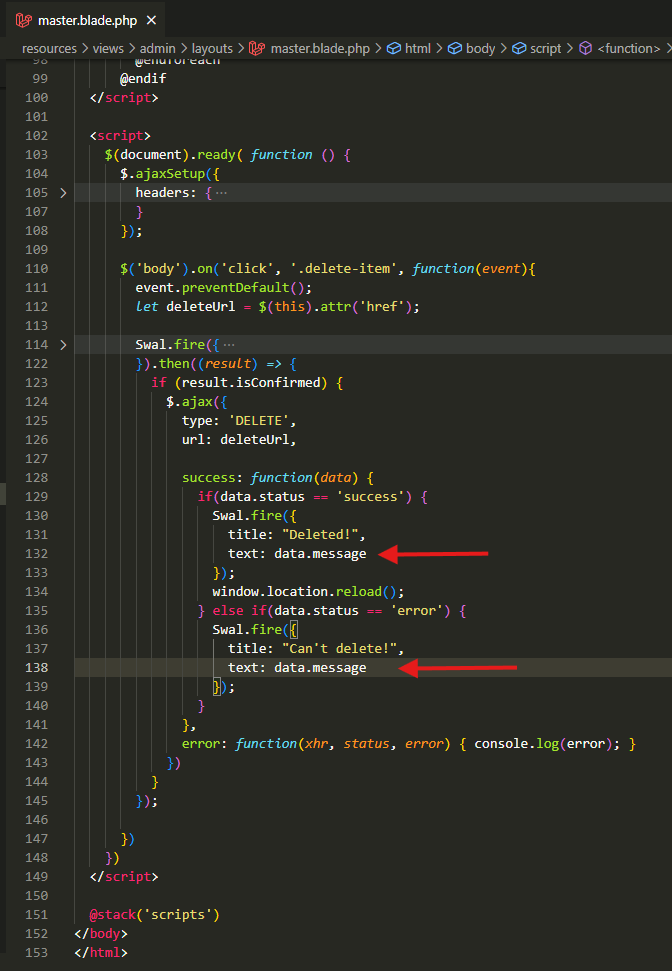 master.blade.php ×
resources > views > admin > layouts > master.blade.php > html > body > script > <function>
98 @endforeach
99 @endif
100 </script>
101
102 <script>
103 $(document).ready( function () {
104 $.ajaxSetup({
105 > headers: { ···
107 }
108 });
109
110 $('body').on('click', '.delete-item', function(event){
111 event.preventDefault();
112 let deleteUrl = $(this).attr('href');
113
114 > Swal.fire({ ···
122 }).then((result) => {
123 if (result.isConfirmed) {
124 $.ajax({
125 type: 'DELETE',
126 url: deleteUrl,
127
128 success: function(data) {
129 if(data.status == 'success') {
130 Swal.fire({
131 title: "Deleted!",
132 text: data.message
133 });
134 window.location.reload();
135 } else if(data.status == 'error') {
136 Swal.fire({
137 title: "Can't delete!",
138 text: data.message
139 });
140 }
141 },
142 error: function(xhr, status, error) { console.log(error); }
143 })
144 }
145 });
146
147 })
148 })
149 </script>
150
151 @stack('scripts')
152 </body>
153 </html>